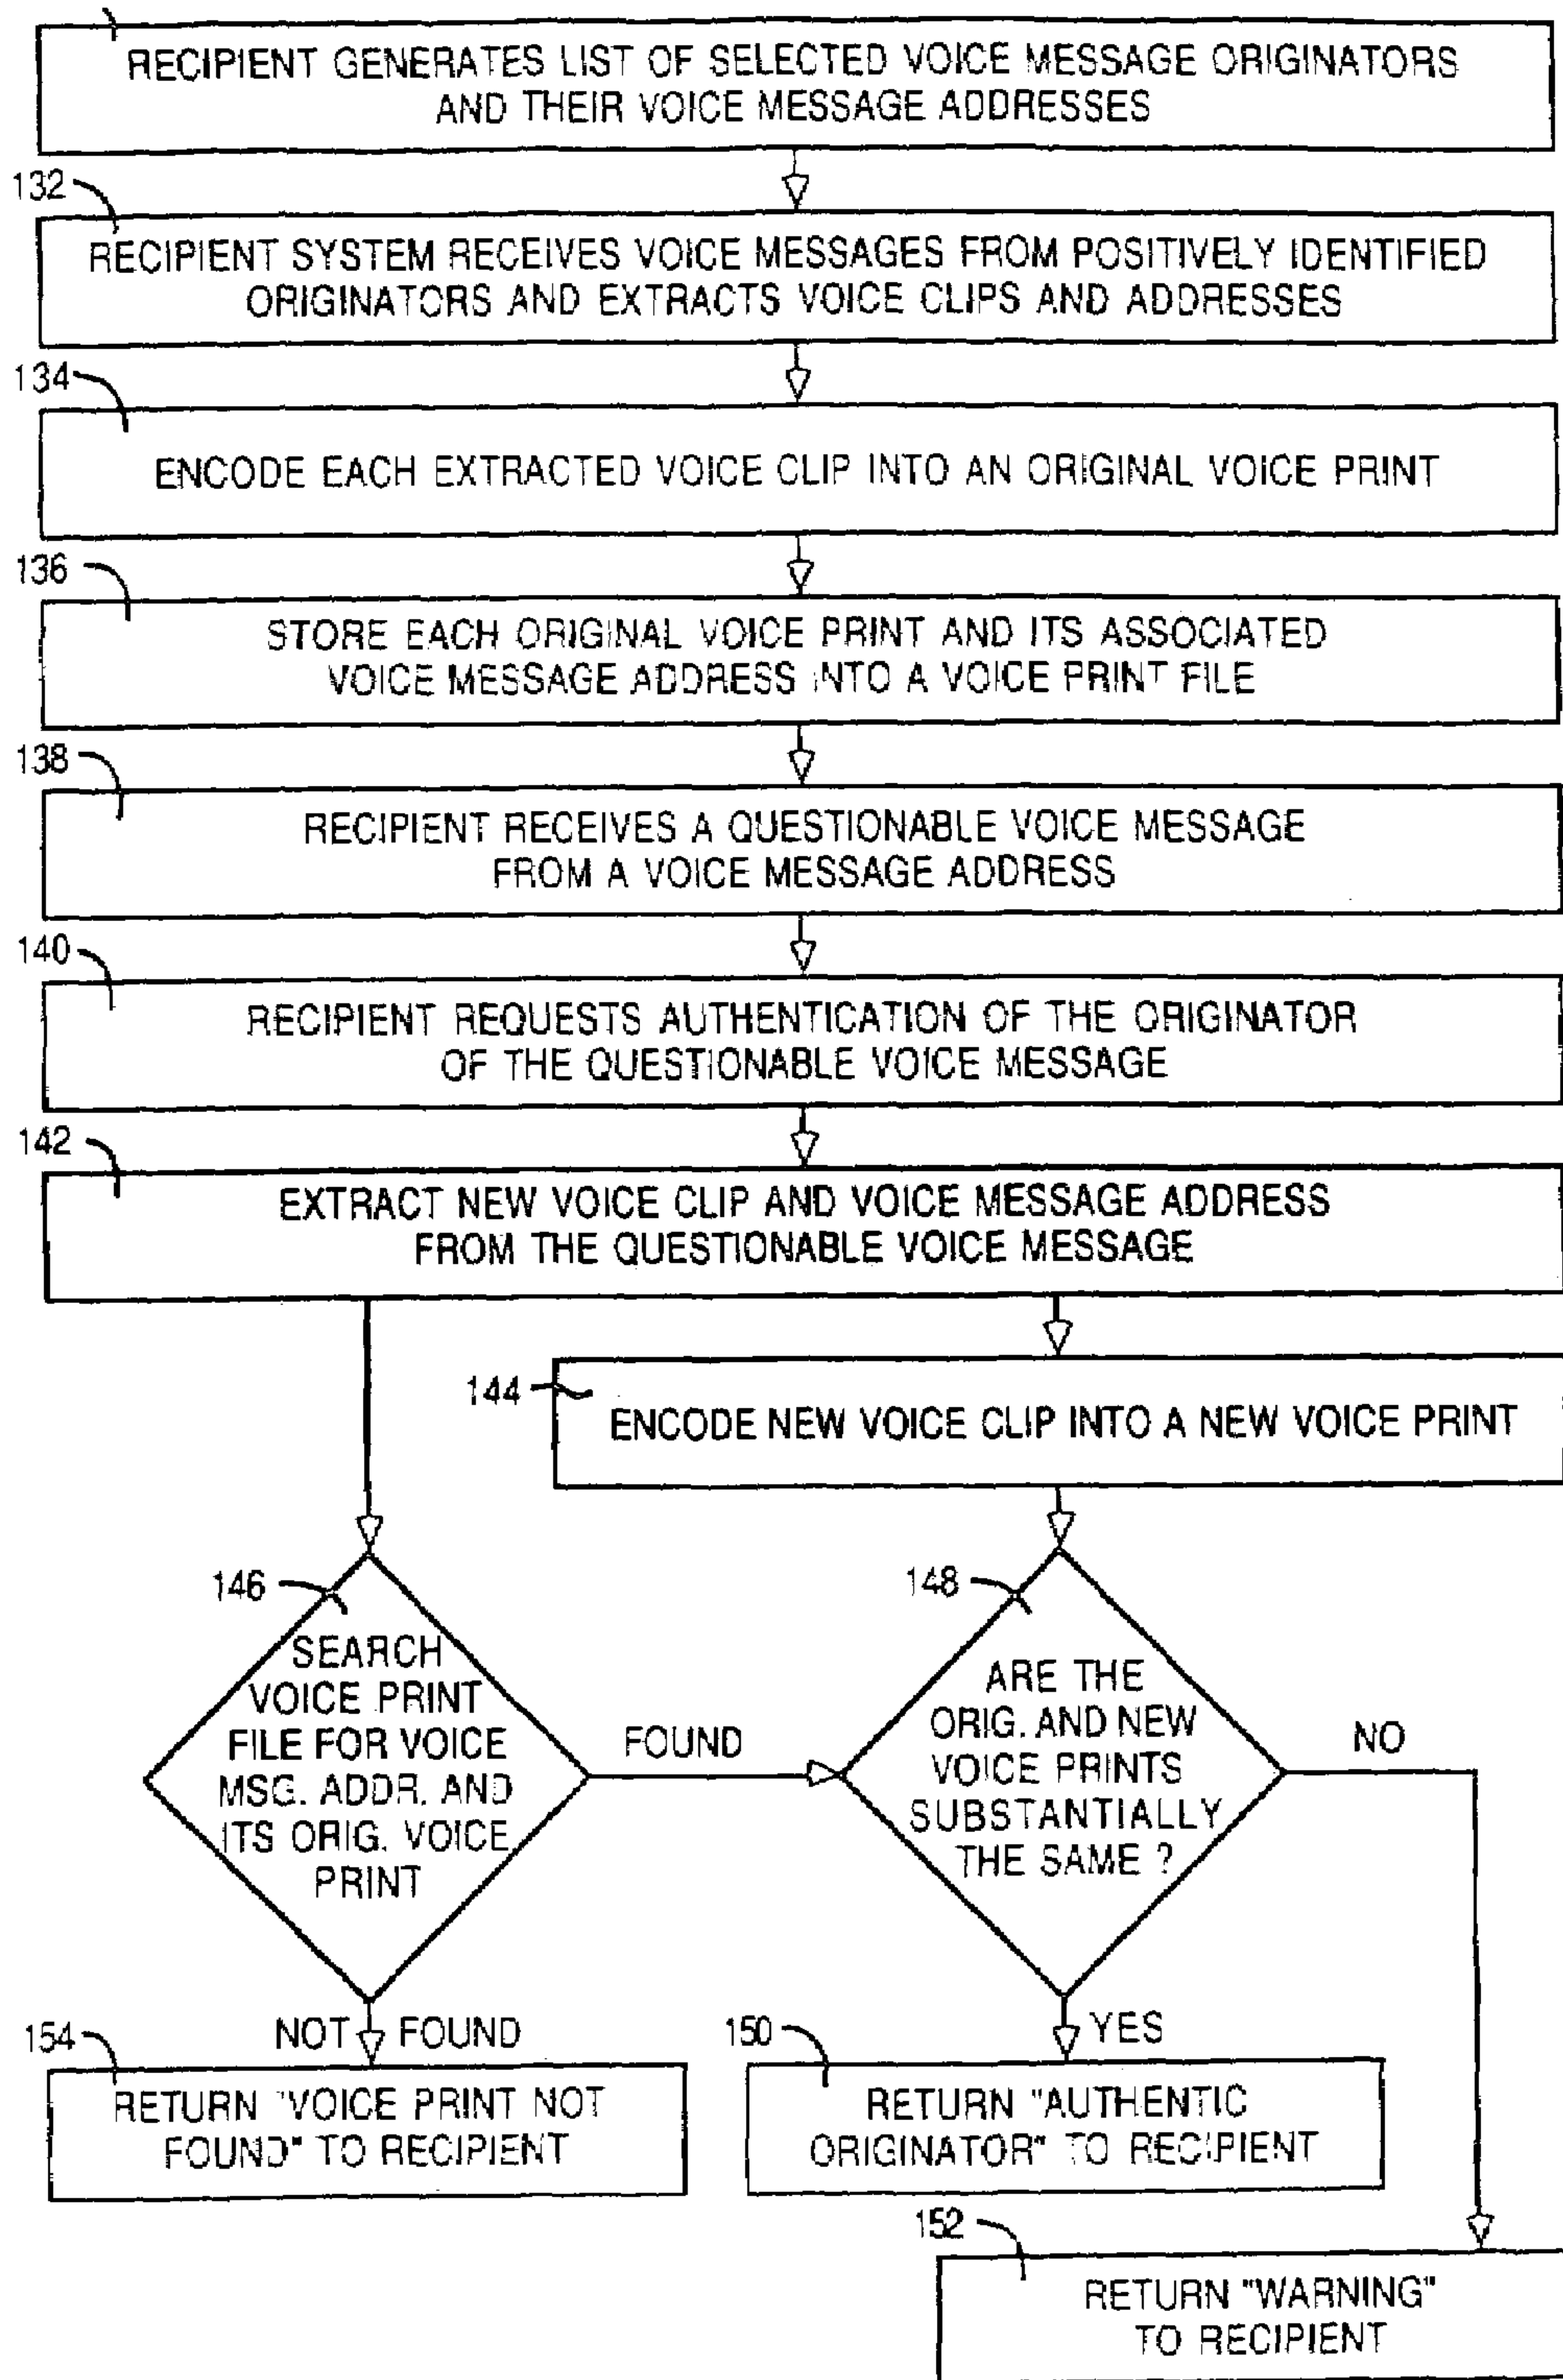 RECIPIENT GENERATES LIST OF SELECTED VOICE MESSAGE ORIGINATORS
AND THEIR VOICE MESSAGE ADDRESSES
132
RECIPIENT SYSTEM RECEIVES VOICE MESSAGES FROM POSITIVELY IDENTIFIED
ORIGINATORS AND EXTRACTS VOICE CLIPS AND ADDRESSES
134
ENCODE EACH EXTRACTED VOICE CLIP INTO AN ORIGINAL VOICE PRINT
136
STORE EACH ORIGINAL VOICE PRINT AND ITS ASSOCIATED
VOICE MESSAGE ADDRESS INTO A VOICE PRINT FILE
138
RECIPIENT RECEIVES A QUESTIONABLE VOICE MESSAGE
FROM A VOICE MESSAGE ADDRESS
140
RECIPIENT REQUESTS AUTHENTICATION OF THE ORIGINATOR
OF THE QUESTIONABLE VOICE MESSAGE
142
EXTRACT NEW VOICE CLIP AND VOICE MESSAGE ADDRESS
FROM THE QUESTIONABLE VOICE MESSAGE
144
ENCODE NEW VOICE CLIP INTO A NEW VOICE PRINT
146
SEARCH
VOICE PRINT
FILE FOR VOICE
MSG. ADDR. AND
ITS ORIG. VOICE
PRINT
FOUND
148
ARE THE
ORIG. AND NEW
VOICE PRINTS
SUBSTANTIALLY
THE SAME ?
NO
NOT FOUND
YES
154
RETURN "VOICE PRINT NOT
FOUND" TO RECIPIENT
150
RETURN "AUTHENTIC
ORIGINATOR" TO RECIPIENT
152
RETURN "WARNING"
TO RECIPIENT